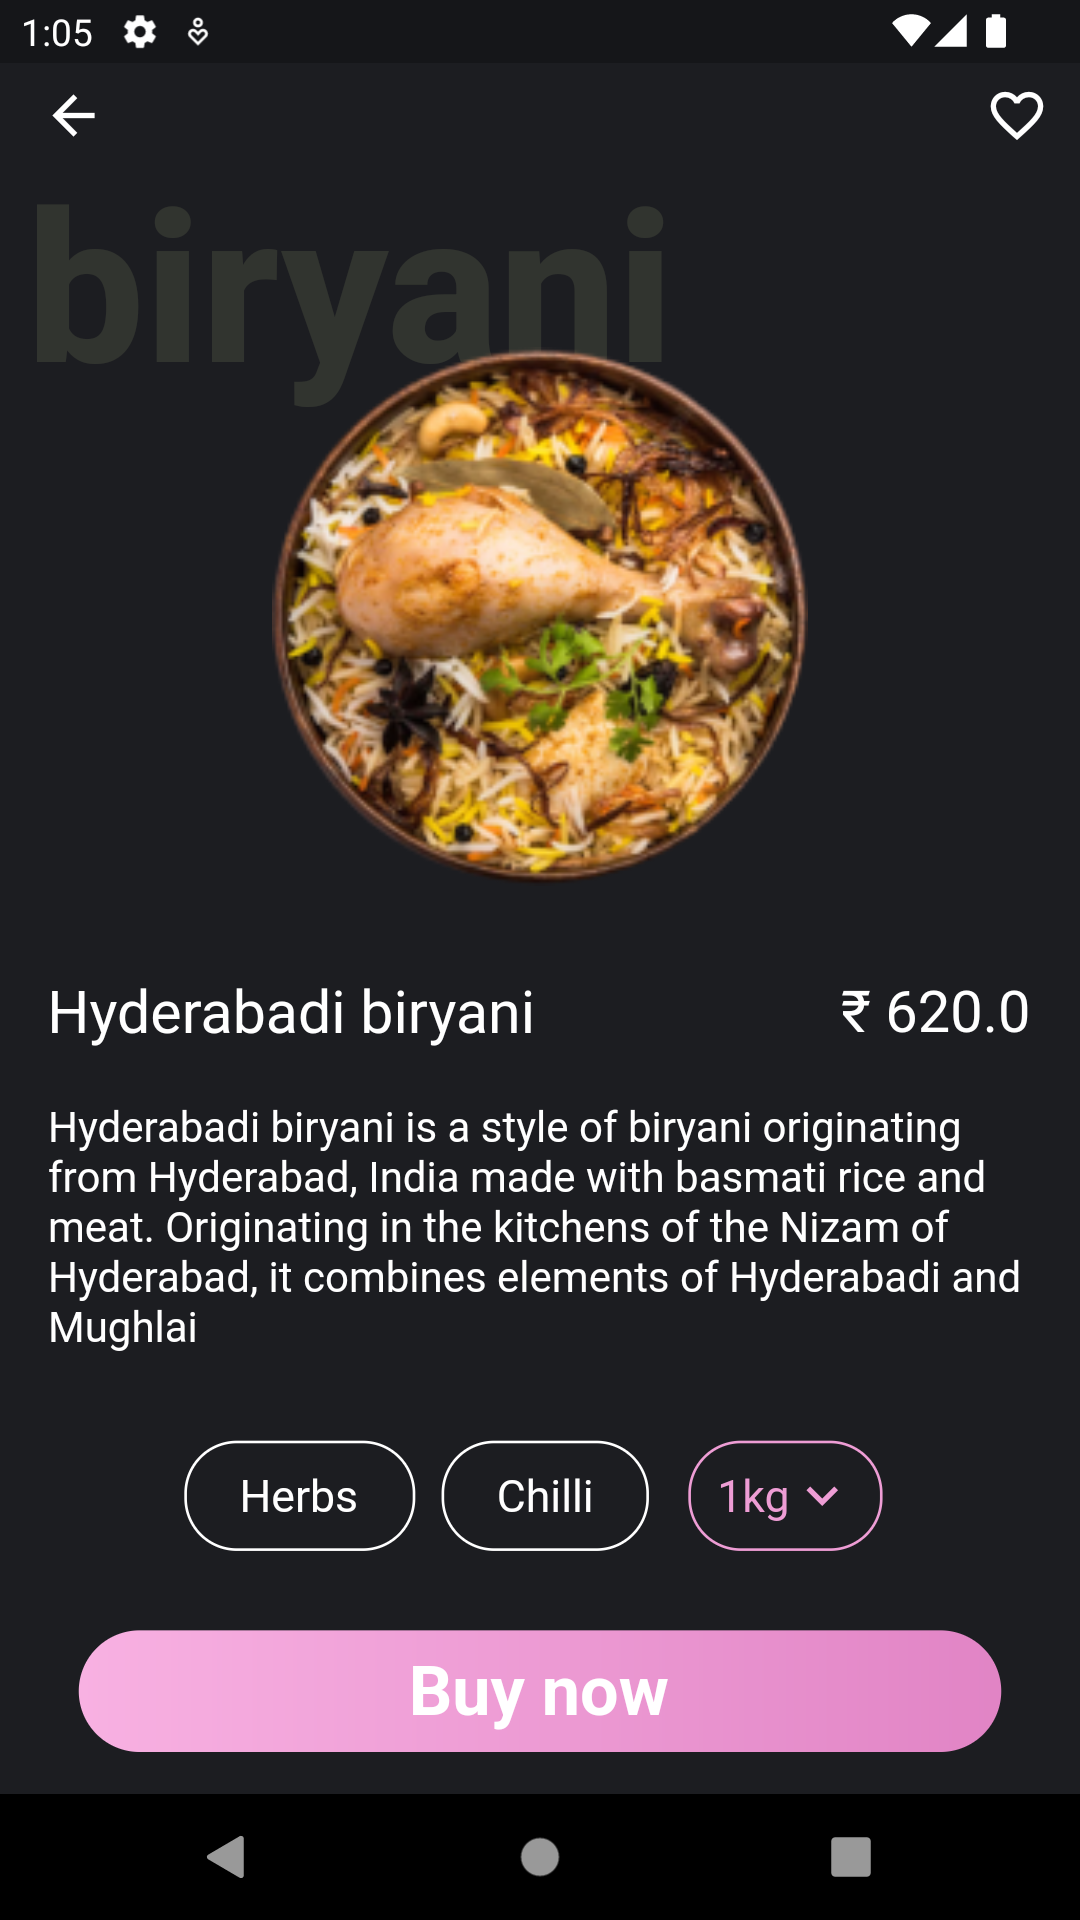 1:05
biryani
Hyderabadi biryani ₹ 620.0
Hyderabadi biryani is a style of biryani originating
from Hyderabad, India made with basmati rice and
meat. Originating in the kitchens of the Nizam of
Hyderabad, it combines elements of Hyderabadi and
Mughlai
Herbs Chilli 1kg
Buy now